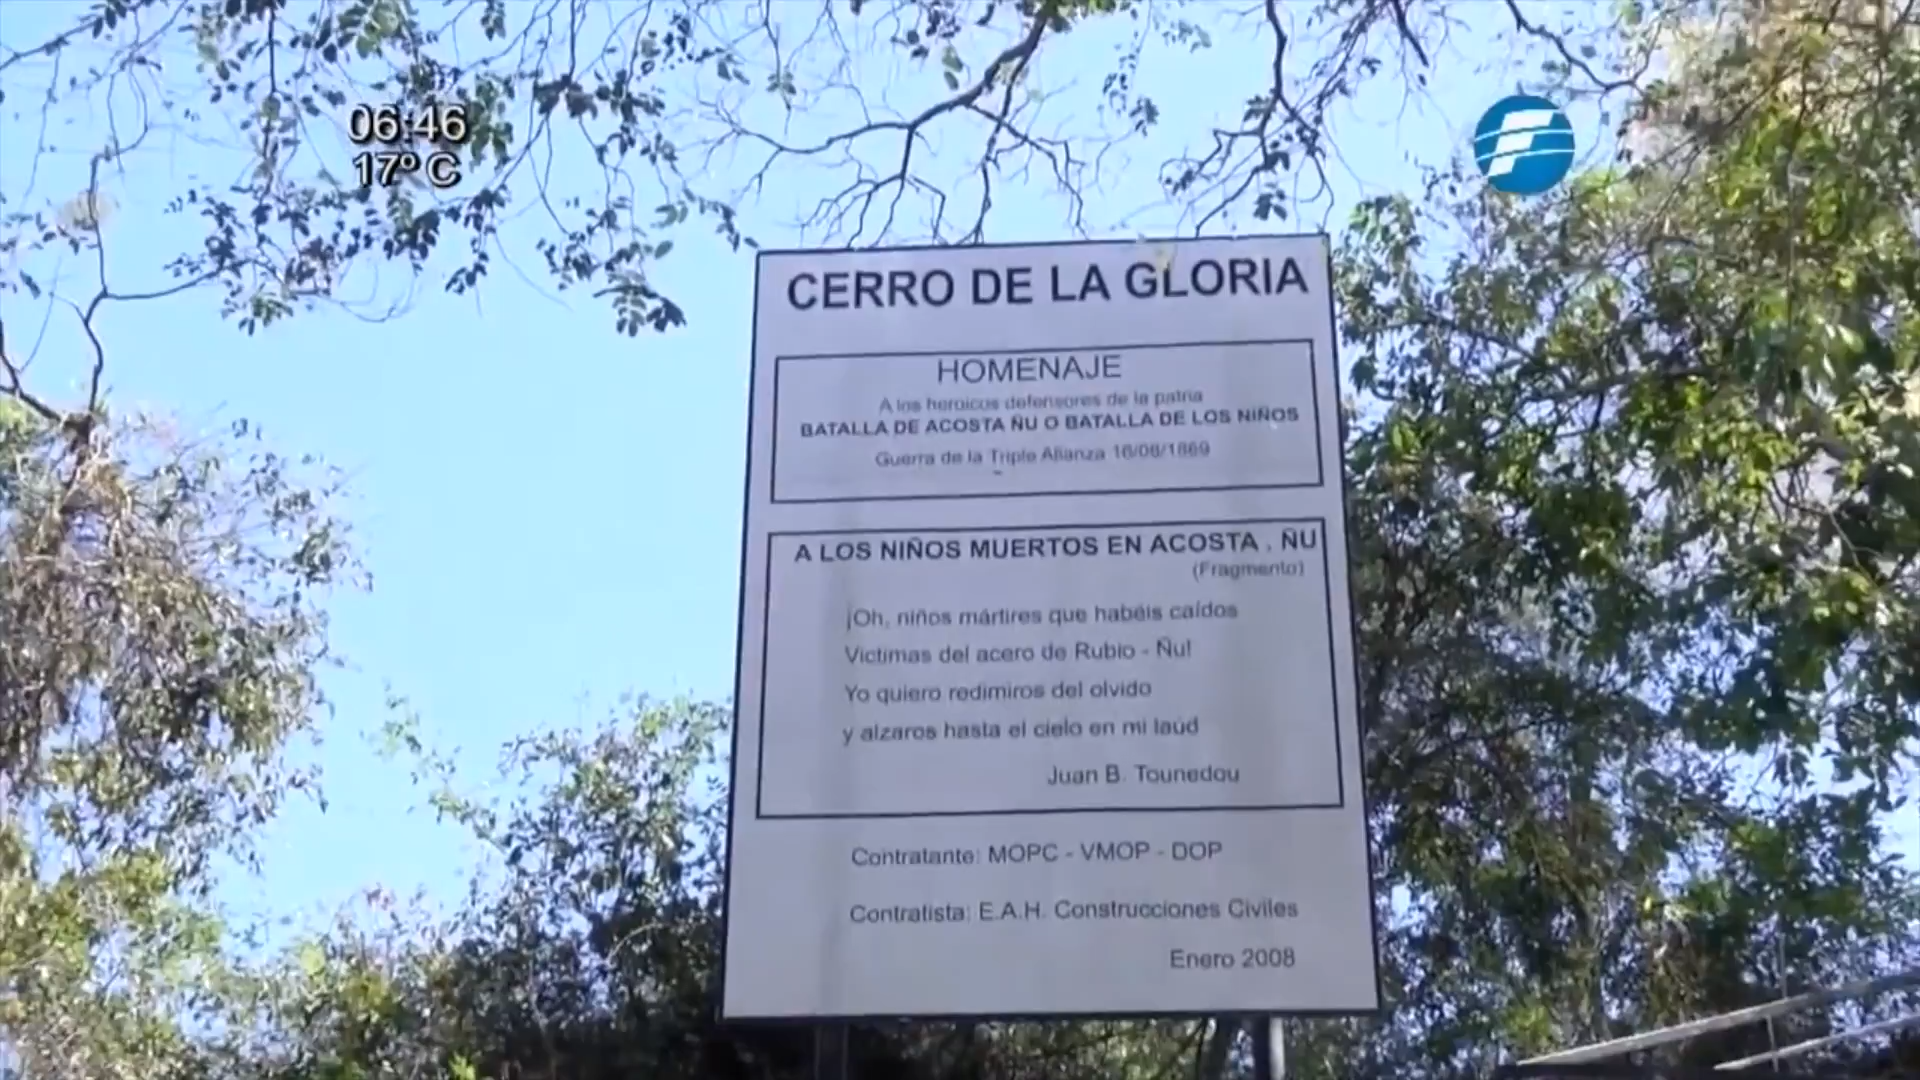 06:46
17º C
CERRO DE LA GLORIA
HOMENAJE
A los heroicos defensores de la patria
BATALLA DE ACOSTA ÑU O BATALLA DE LOS NIÑOS
Guerra de la Triple Alianza 16/08/1869
A LOS NIÑOS MUERTOS EN ACOSTA . ÑU
(Fragmento)
¡Oh, niños mártires que habéis caídos
Victimas del acero de Rubio - Ñu!
Yo quiero redimiros del olvido
y alzaros hasta el cielo en mi laud
Juan B. Tounedou
Contratante: MOPC - VMOP - DOP
Contratista: E.A.H. Construcciones Civiles
Enero 2008